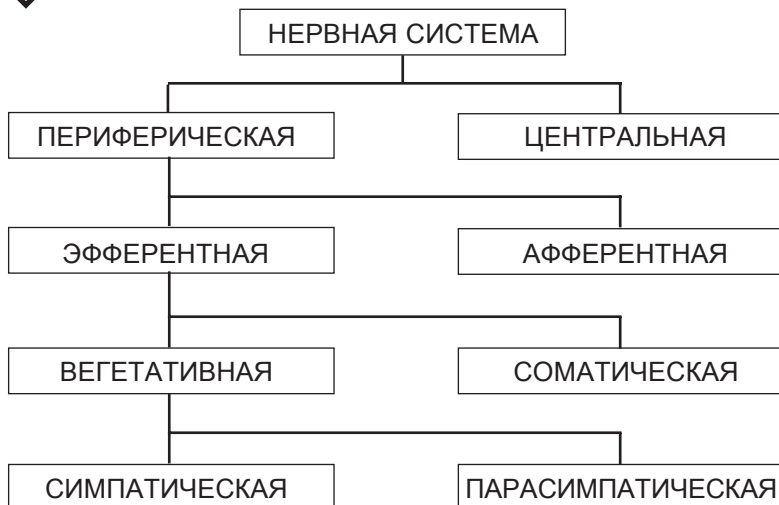 НЕРВНАЯ СИСТЕМА
ПЕРИФЕРИЧЕСКАЯ
ЦЕНТРАЛЬНАЯ
ЭФФЕРЕНТНАЯ
АФФЕРЕНТНАЯ
ВЕГЕТАТИВНАЯ
СОМАТИЧЕСКАЯ
СИМПАТИЧЕСКАЯ
ПАРАСИМПАТИЧЕСКАЯ